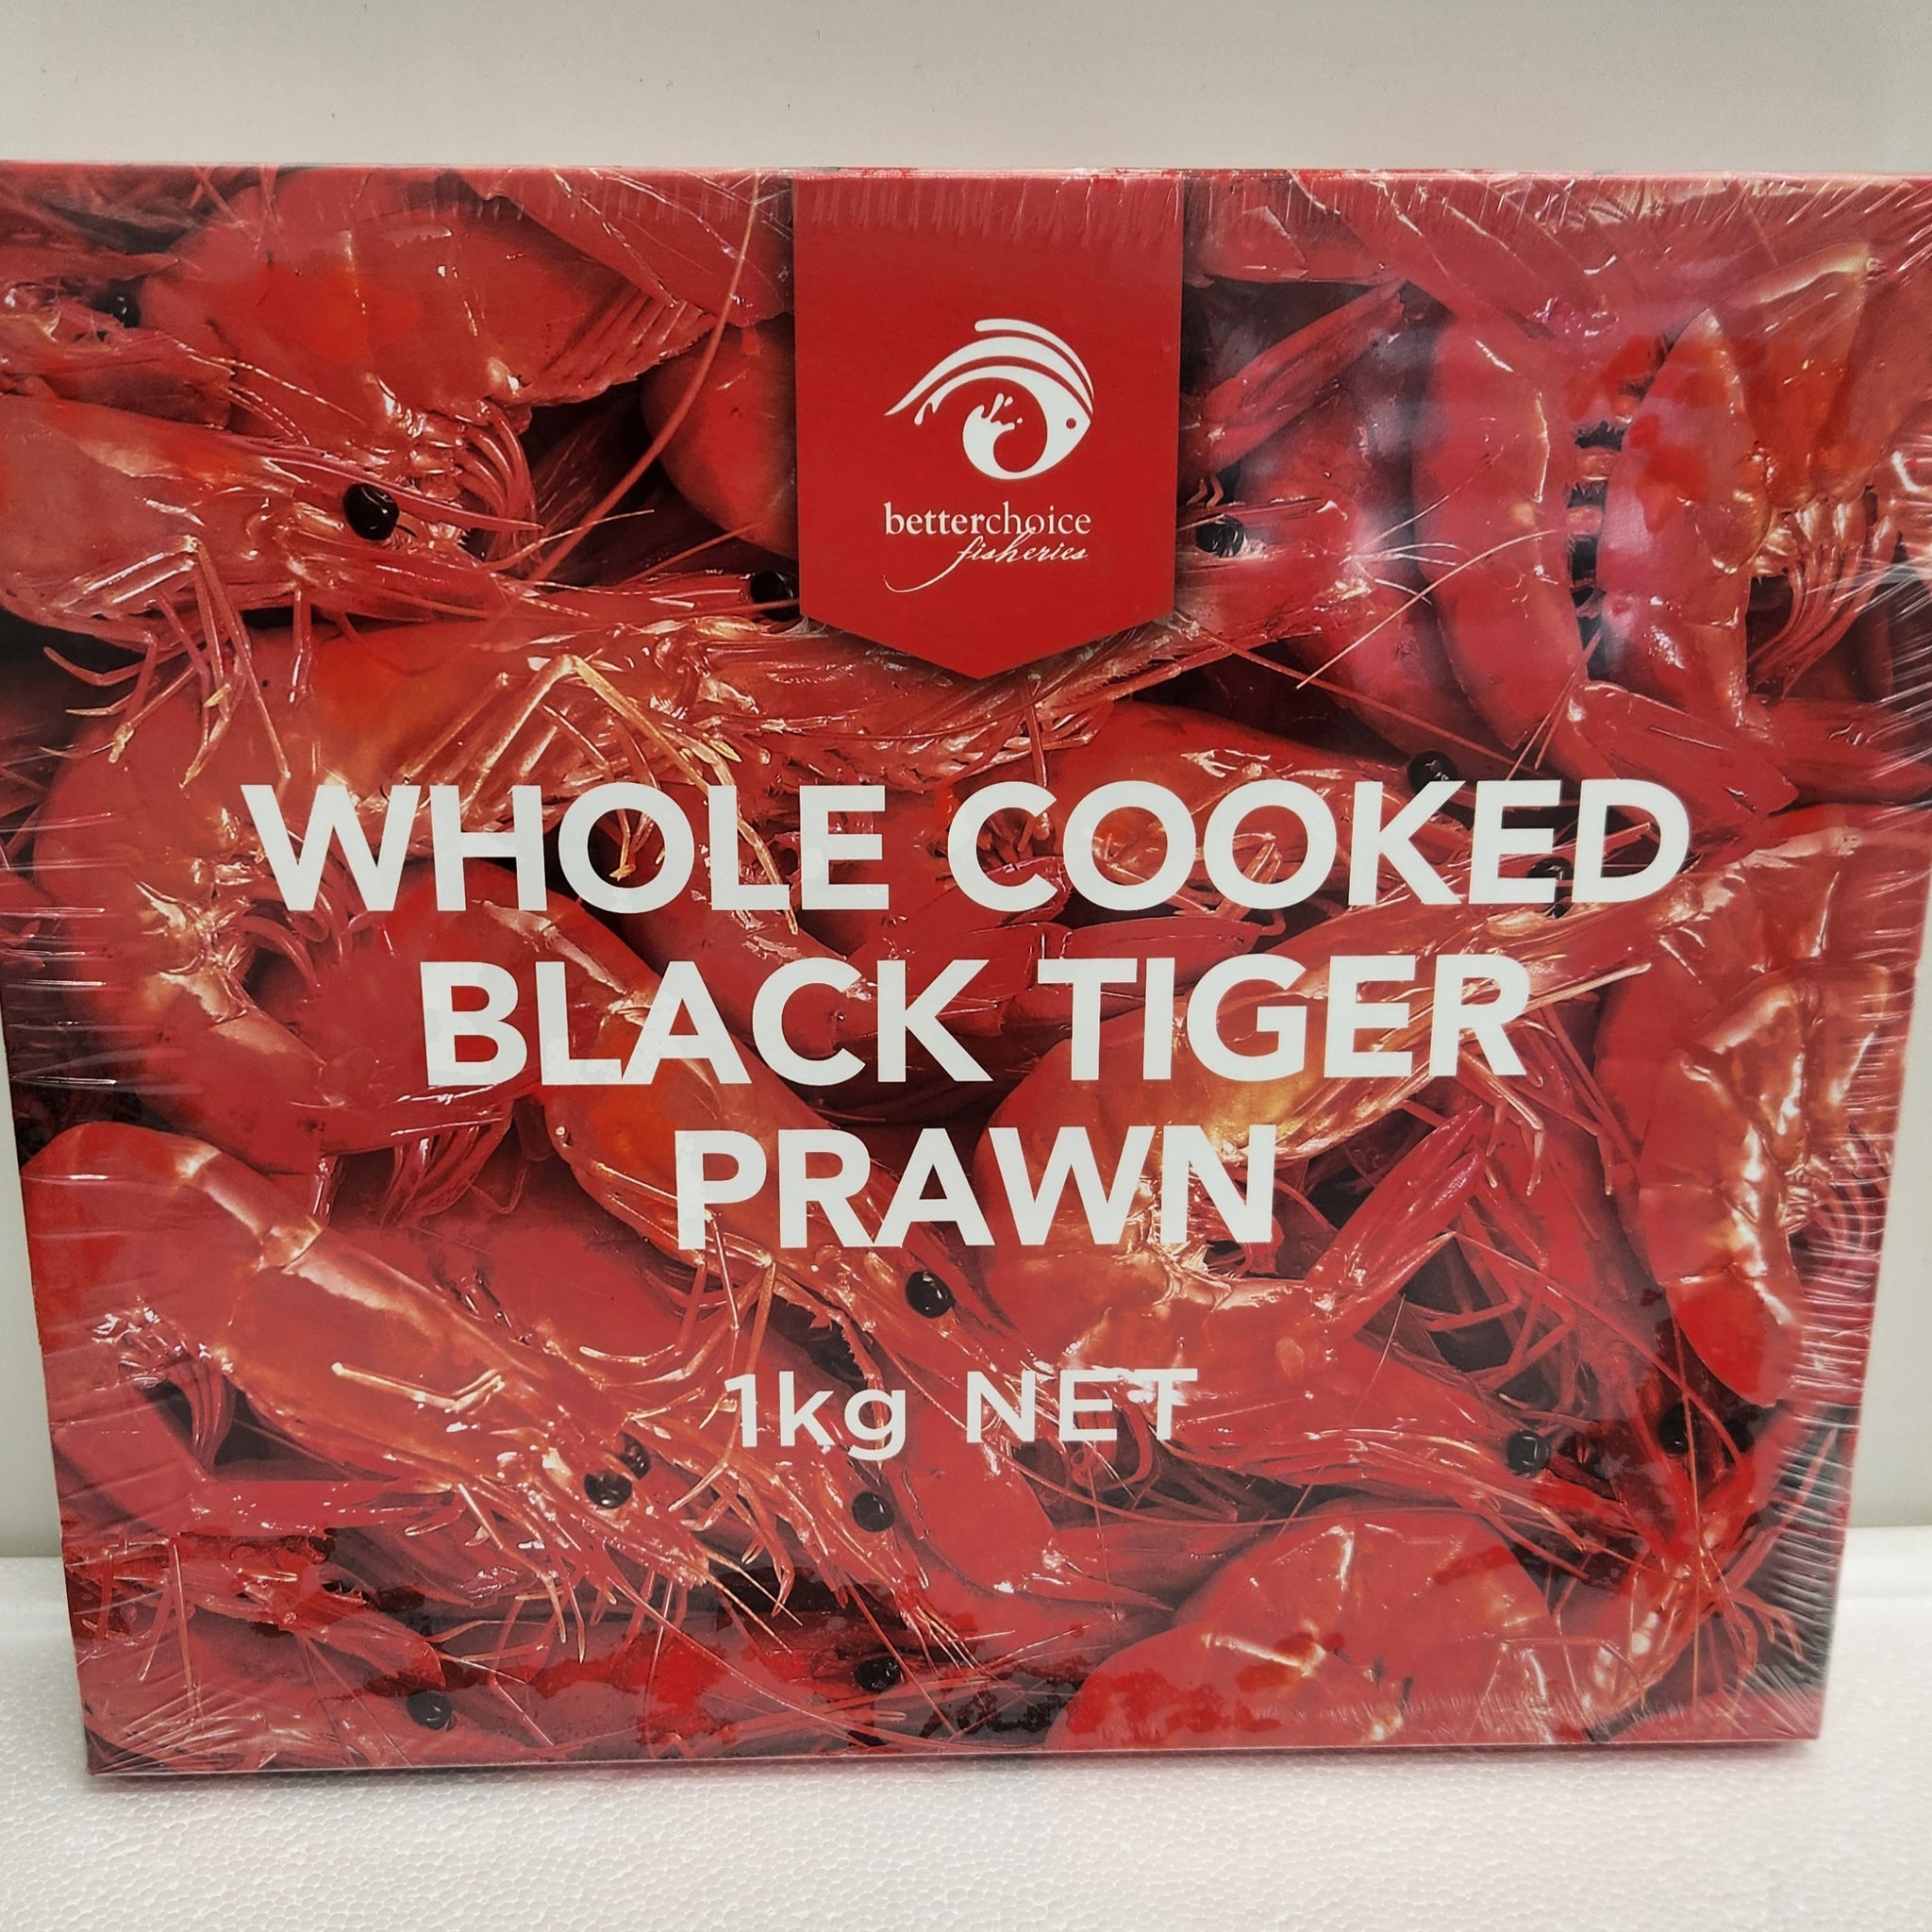 betterchoice
fisheries
WHOLE COOKED
BLACK TIGER
PRAWN
1kg NET